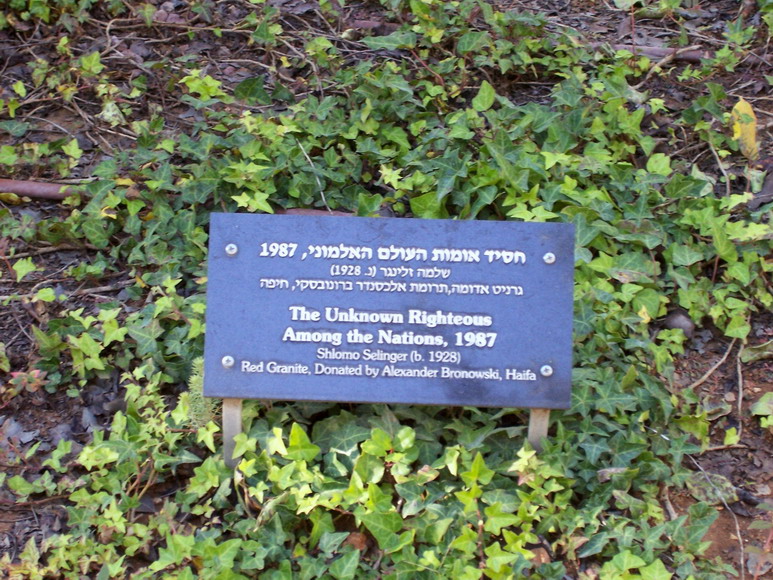 חסיד אומות העולם האלמוני, 1987
שלמה זלינגר (נ. 1928)
גרניט אדומה,תרומת אלכסנדר ברונובסקי, חיפה
The Unknown Righteous
Among the Nations, 1987
Shlomo Selinger (b. 1928)
Red Granite, Donated by Alexander Bronowski, Haifa